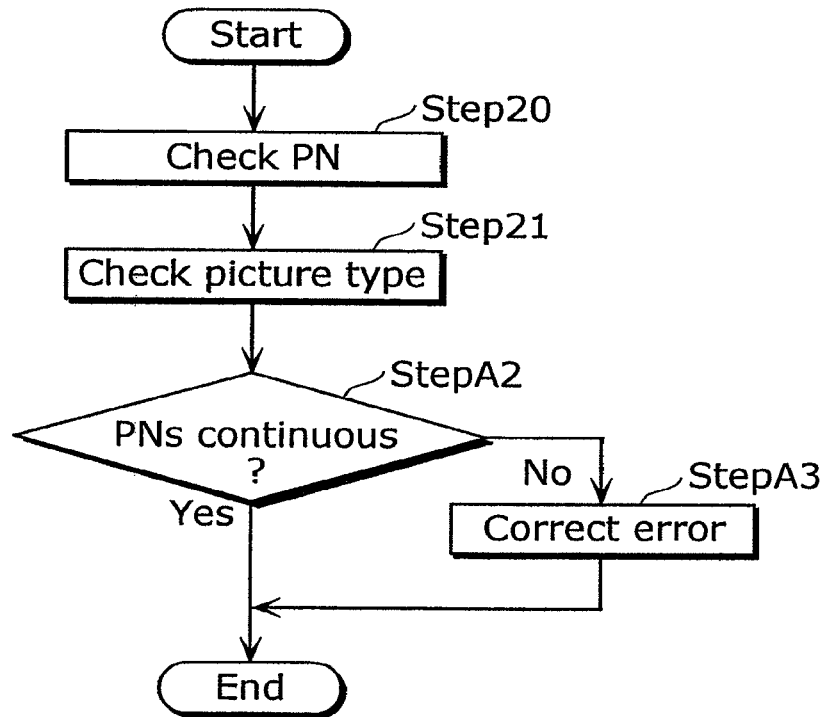 Start
Step20
Check PN
Step21
Check picture type
StepA2
PNs continuous
?
No
StepA3
Yes
Correct error
End